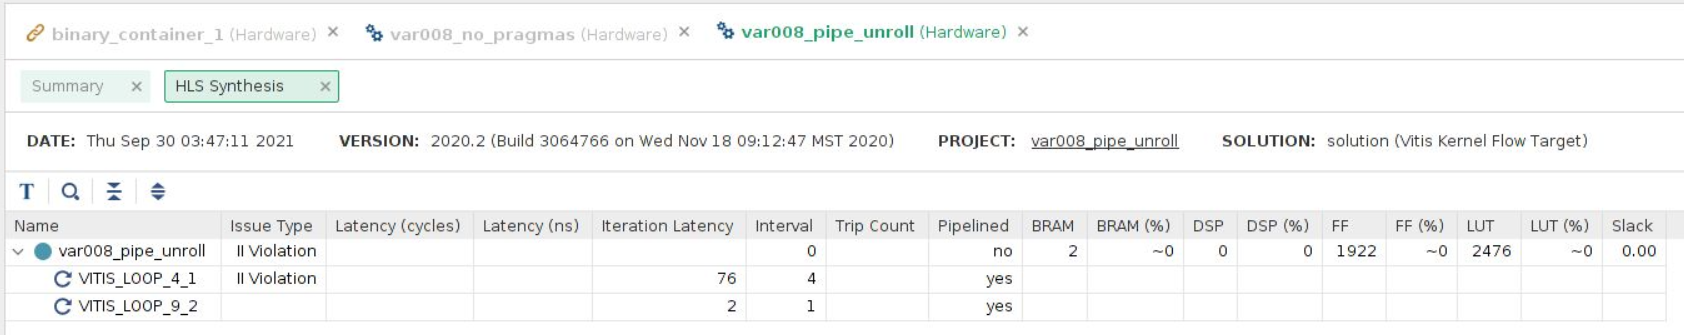 binary_container_1 (Hardware) × var008_no_pragmas (Hardware) × var008_pipe_unroll (Hardware) ×
Summary × HLS Synthesis ×
DATE: Thu Sep 30 03:47:11 2021 VERSION: 2020.2 (Build 3064766 on Wed Nov 18 09:12:47 MST 2020) PROJECT: var008_pipe_unroll SOLUTION: solution (Vitis Kernel Flow Target)
T
Name Issue Type Latency (cycles) Latency (ns) Iteration Latency Interval Trip Count Pipelined BRAM BRAM (%) DSP DSP (%) FF FF (%) LUT LUT (%) Slack
var008_pipe_unroll II Violation 0 no 2 ~0 0 0 1922 ~0 2476 ~0 0.00
VITIS_LOOP_4_1 II Violation 76 4 yes
VITIS_LOOP_9_2 2 1 yes